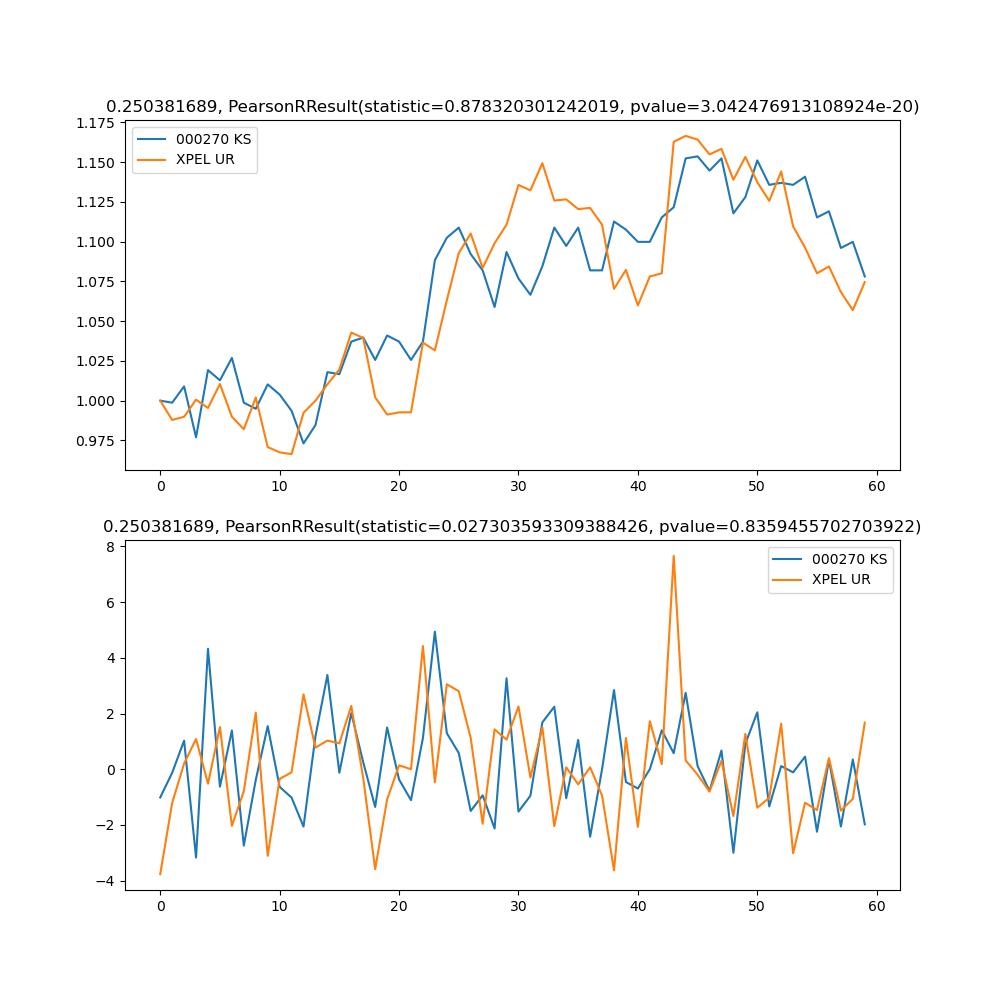 0.250381689, PearsonRResult(statistic=0.878320301242019, pvalue=3.042476913108924e-20)
1.175
1.150
1.125
1.100
1.075
1.050
1.025
1.000
0.975
000270 KS
XPEL UR
0 10 20 30 40 50 60
0.250381689, PearsonRResult(statistic=0.027303593309388426, pvalue=0.8359455702703922)
8
6
4
2
0
−2
−4
000270 KS
XPEL UR
0 10 20 30 40 50 60